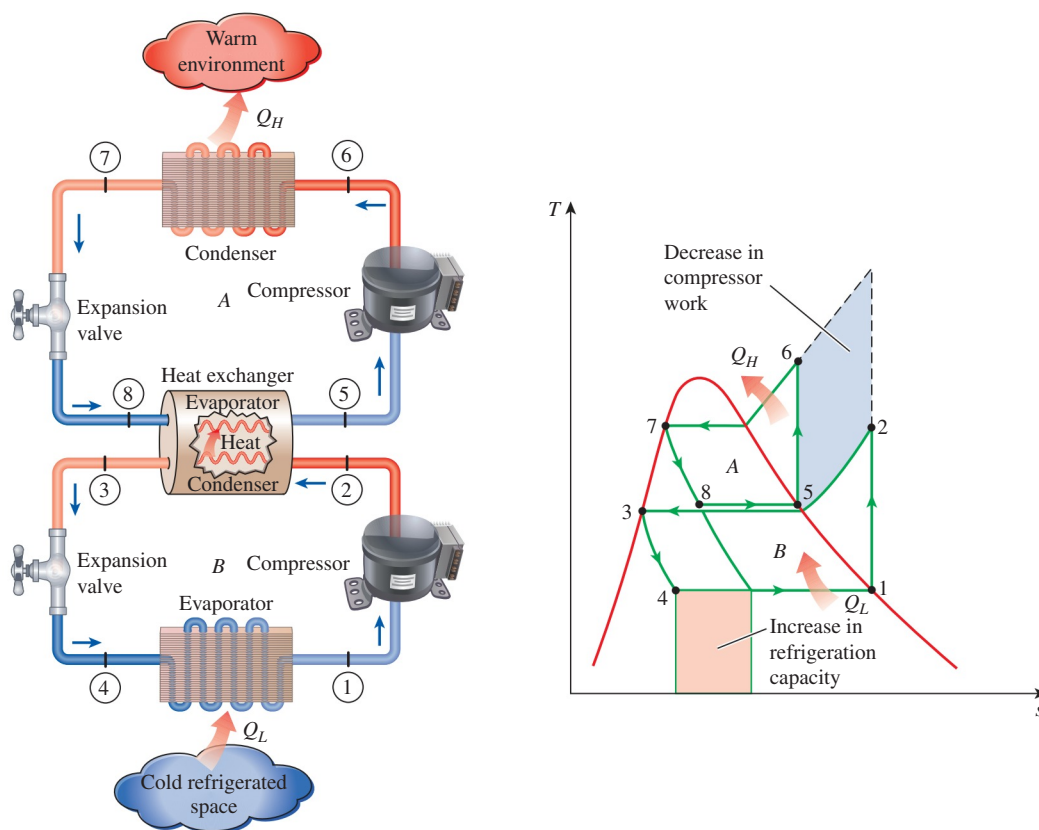 Warm
environment
Q_H
7
6
Condenser
Expansion
valve
A
Compressor
Heat exchanger
8
Evaporator
5
Heat
3
Condenser
2
Expansion
valve
B
Compressor
Evaporator
4
1
Q_L
Cold refrigerated
space
T
Decrease in
compressor
work
6
Q_H
7
2
A
8
5
3
B
4
1
Q_L
Increase in
refrigeration
capacity
s